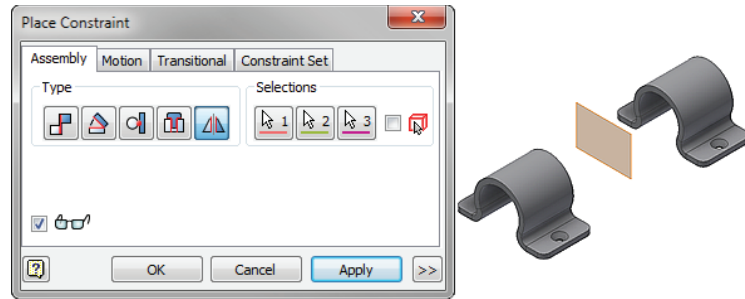 Place Constraint
Assembly Motion Transitional Constraint Set
Type Selections
1 2 3
? OK Cancel Apply >>